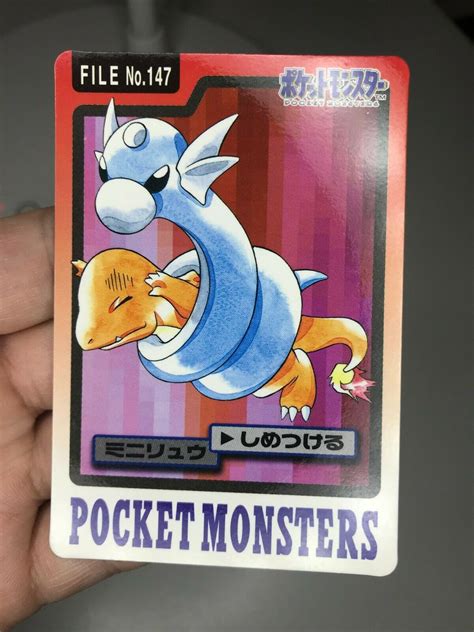 FILE No.147
ポケットモンスター
POCKET MONSTERS
TM
ミニリュウ
▶しめつける
POCKET MONSTERS